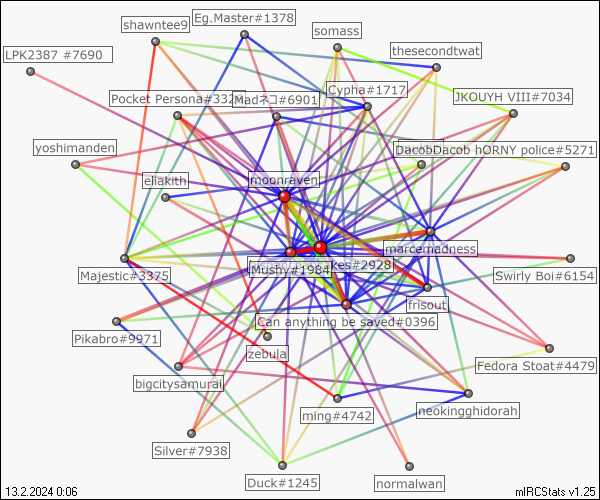 Eg.Master#1378
shawntee9
somass
thesecondtwat
LPK2387 #7690
Cypha#1717
Pocket Persona#332
Madネコ#6901
JKOUYH VIII#7034
yoshimanden
DacobDacob hORNY police#5271
eliakith
moonraven
marcemadness
Majestic#3375
Mushy#1984
kes#2928
Swirly Boi#6154
frisout
Can anything be saved#0396
Pikabro#9971
zebula
Fedora Stoat#4479
bigcitysamurai
ming#4742
neokingghidorah
Silver#7938
Duck#1245
normalwan
13.2.2024 0:06
mIRCStats v1.25